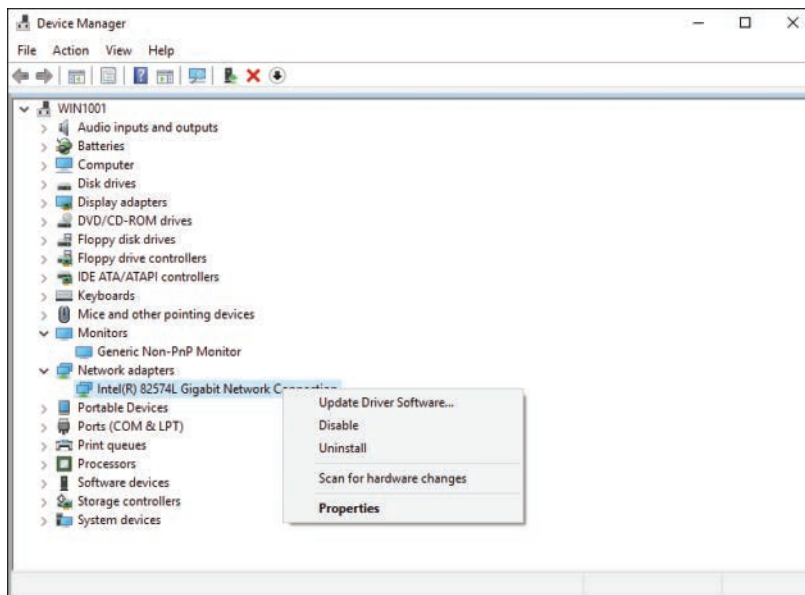 Device Manager
File Action View Help
WIN1001
Audio inputs and outputs
Batteries
Computer
Disk drives
Display adapters
DVD/CD-ROM drives
Floppy disk drives
Floppy drive controllers
IDE ATA/ATAPI controllers
Keyboards
Mice and other pointing devices
Monitors
Generic Non-PnP Monitor
Network adapters
Intel(R) 82574L Gigabit Network Connection
Portable Devices
Ports (COM & LPT)
Print queues
Processors
Software devices
Storage controllers
System devices
Update Driver Software...
Disable
Uninstall
Scan for hardware changes
Properties